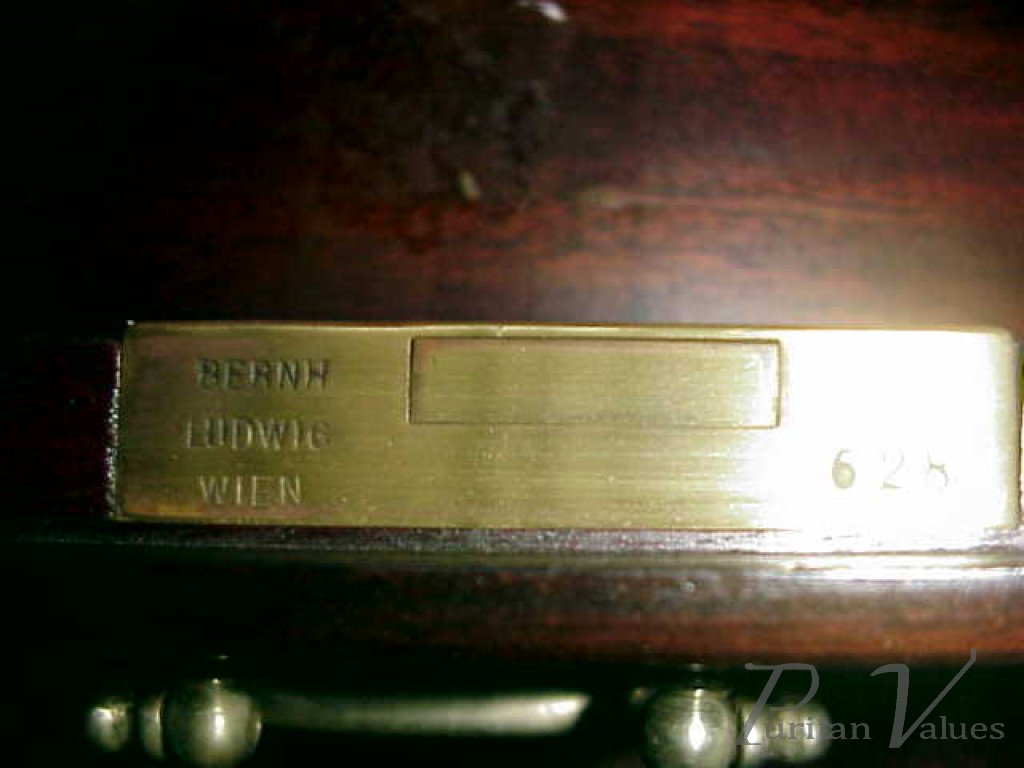 BERNH
LUDWIG
WIEN
628
Puritan Values